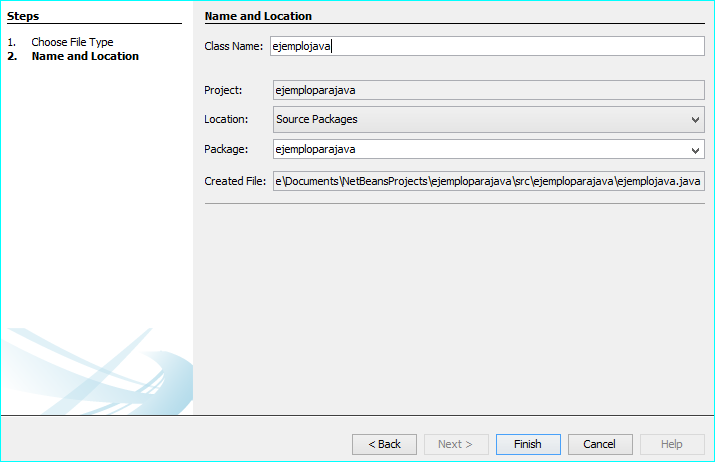 Steps
1. Choose File Type
2. Name and Location
Name and Location
Class Name: ejemplojava
Project: ejemploparajava
Location: Source Packages
Package: ejemploparajava
Created File: e\Documents\NetBeansProjects\ejemploparajava\src\ejemploparajava\ejemplojava.java
< Back Next > Finish Cancel Help